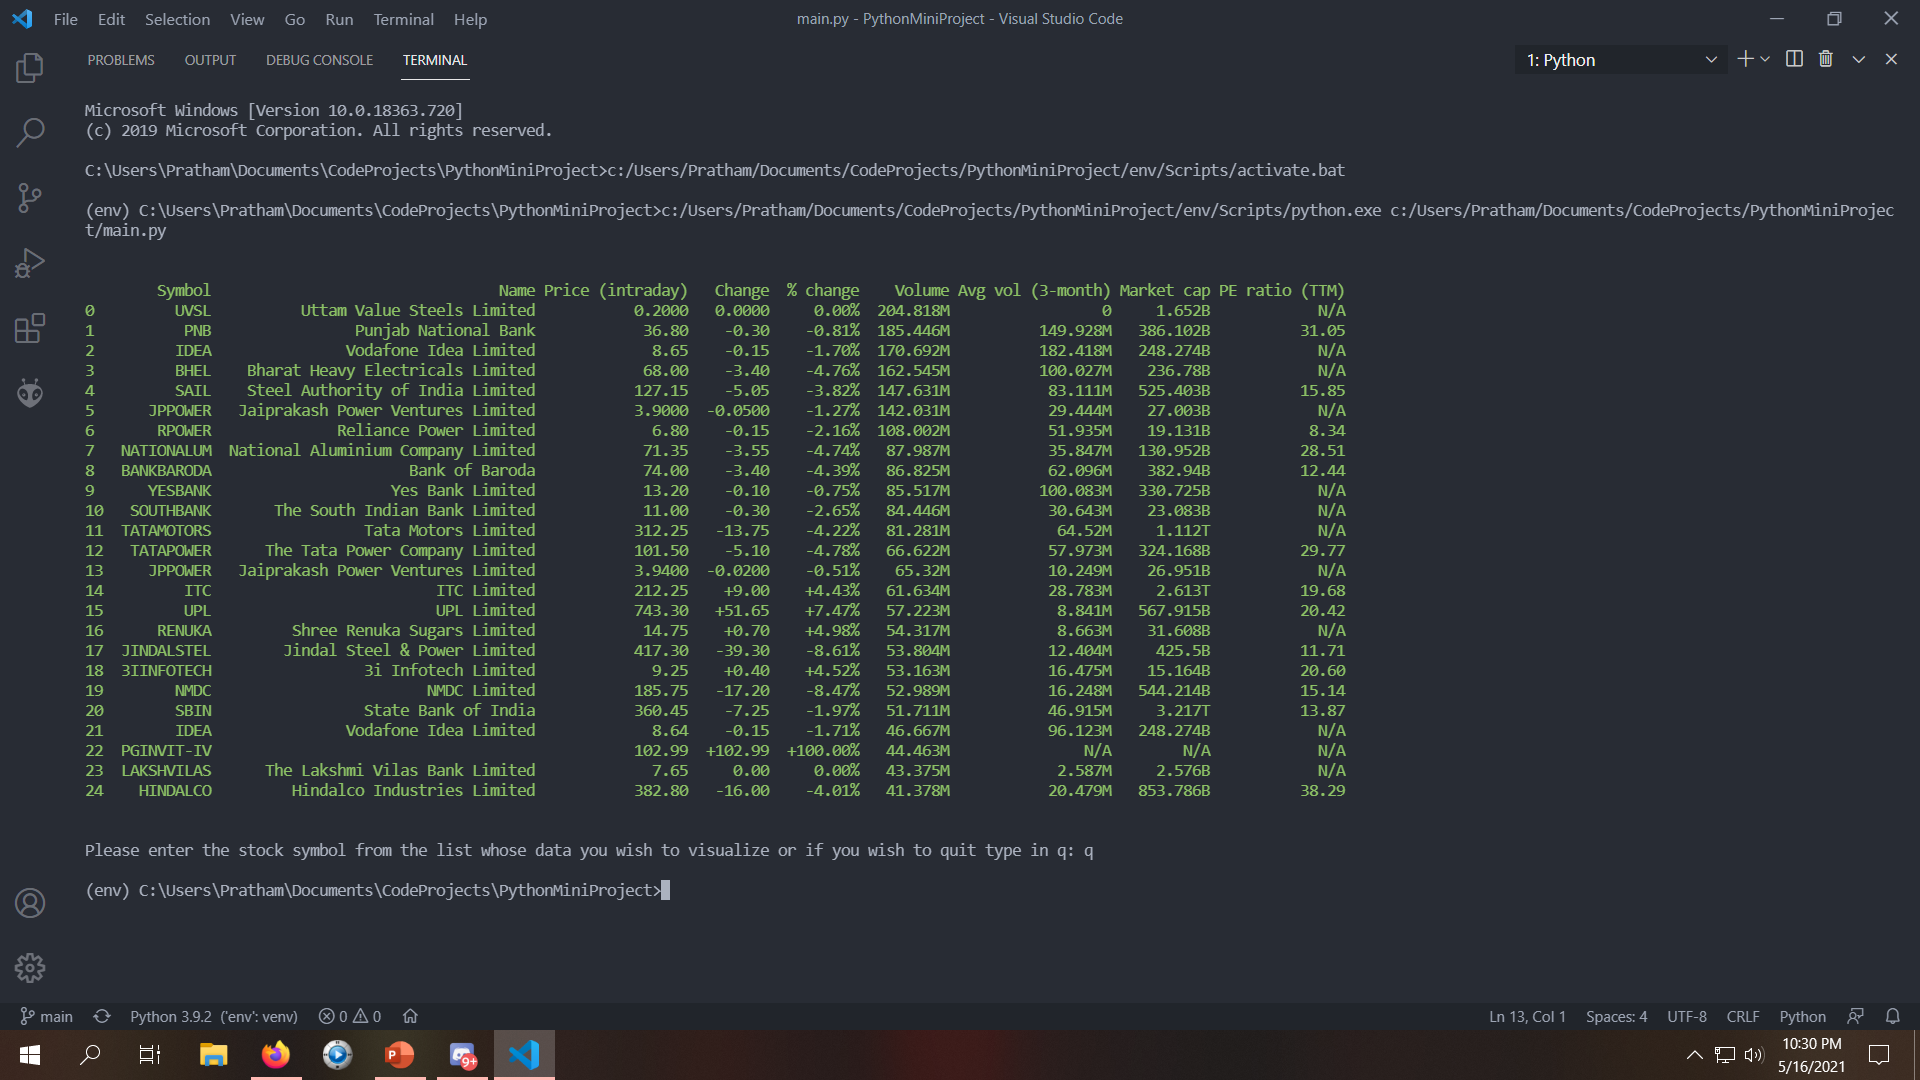 File Edit Selection View Go Run Terminal Help main.py - PythonMiniProject - Visual Studio Code
PROBLEMS OUTPUT DEBUG CONSOLE TERMINAL 1: Python
Microsoft Windows [Version 10.0.18363.720]
(c) 2019 Microsoft Corporation. All rights reserved.
C:\Users\Pratham\Documents\CodeProjects\PythonMiniProject>c:/Users/Pratham/Documents/CodeProjects/PythonMiniProject/env/Scripts/activate.bat
(env) C:\Users\Pratham\Documents\CodeProjects\PythonMiniProject>c:/Users/Pratham/Documents/CodeProjects/PythonMiniProject/env/Scripts/python.exe c:/Users/Pratham/Documents/CodeProjects/PythonMiniProjec
t/main.py
Symbol Name Price (intraday) Change % change Volume Avg vol (3-month) Market cap PE ratio (TTM)
0 UVSL Uttam Value Steels Limited 0.2000 0.0000 0.00% 204.818M 0 1.652B N/A
1 PNB Punjab National Bank 36.80 -0.30 -0.81% 185.446M 149.928M 386.102B 31.05
2 IDEA Vodafone Idea Limited 8.65 -0.15 -1.70% 170.692M 182.418M 248.274B N/A
3 BHEL Bharat Heavy Electricals Limited 68.00 -3.40 -4.76% 162.545M 100.027M 236.78B N/A
4 SAIL Steel Authority of India Limited 127.15 -5.05 -3.82% 147.631M 83.111M 525.403B 15.85
5 JPPOWER Jaiprakash Power Ventures Limited 3.9000 -0.0500 -1.27% 142.031M 29.444M 27.003B N/A
6 RPOWER Reliance Power Limited 6.80 -0.15 -2.16% 108.002M 51.935M 19.131B 8.34
7 NATIONALUM National Aluminium Company Limited 71.35 -3.55 -4.74% 87.987M 35.847M 130.952B 28.51
8 BANKBARODA Bank of Baroda 74.00 -3.40 -4.39% 86.825M 62.096M 382.94B 12.44
9 YESBANK Yes Bank Limited 13.20 -0.10 -0.75% 85.517M 100.083M 330.725B N/A
10 SOUTHBANK The South Indian Bank Limited 11.00 -0.30 -2.65% 84.446M 30.643M 23.083B N/A
11 TATAMOTORS Tata Motors Limited 312.25 -13.75 -4.22% 81.281M 64.52M 1.112T N/A
12 TATAPOWER The Tata Power Company Limited 101.50 -5.10 -4.78% 66.622M 57.973M 324.168B 29.77
13 JPPOWER Jaiprakash Power Ventures Limited 3.9400 -0.0200 -0.51% 65.32M 10.249M 26.951B N/A
14 ITC ITC Limited 212.25 +9.00 +4.43% 61.634M 28.783M 2.613T 19.68
15 UPL UPL Limited 743.30 +51.65 +7.47% 57.223M 8.841M 567.915B 20.42
16 RENUKA Shree Renuka Sugars Limited 14.75 +0.70 +4.98% 54.317M 8.663M 31.608B N/A
17 JINDALSTEL Jindal Steel & Power Limited 417.30 -39.30 -8.61% 53.804M 12.404M 425.5B 11.71
18 3IINFOTECH 3i Infotech Limited 9.25 +0.40 +4.52% 53.163M 16.475M 15.164B 20.60
19 NMDC NMDC Limited 185.75 -17.20 -8.47% 52.989M 16.248M 544.214B 15.14
20 SBIN State Bank of India 360.45 -7.25 -1.97% 51.711M 46.915M 3.217T 13.87
21 IDEA Vodafone Idea Limited 8.64 -0.15 -1.71% 46.667M 96.123M 248.274B N/A
22 PGINVIT-IV 102.99 +102.99 +100.00% 44.463M N/A N/A N/A
23 LAKSHVILAS The Lakshmi Vilas Bank Limited 7.65 0.00 0.00% 43.375M 2.587M 2.576B N/A
24 HINDALCO Hindalco Industries Limited 382.80 -16.00 -4.01% 41.378M 20.479M 853.786B 38.29
Please enter the stock symbol from the list whose data you wish to visualize or if you wish to quit type in q: q
(env) C:\Users\Pratham\Documents\CodeProjects\PythonMiniProject>
main Python 3.9.2 ('env': venv) 0 0 Ln 13, Col 1 Spaces: 4 UTF-8 CRLF Python
P 9+ 10:30 PM
5/16/2021